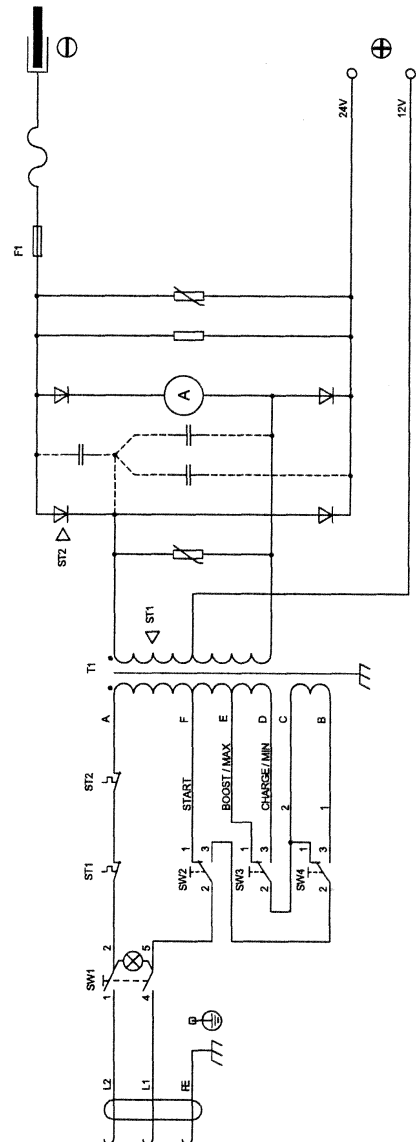 24V
12V
F1
A
ST2
ST1
T1
A
F
E
D
C
B
ST2
START
BOOST / MAX
CHARGE / MIN
2
1
ST1
SW2
1
3
2
SW3
1
3
2
SW4
1
3
2
SW1
2
5
1
4
L2
L1
PE